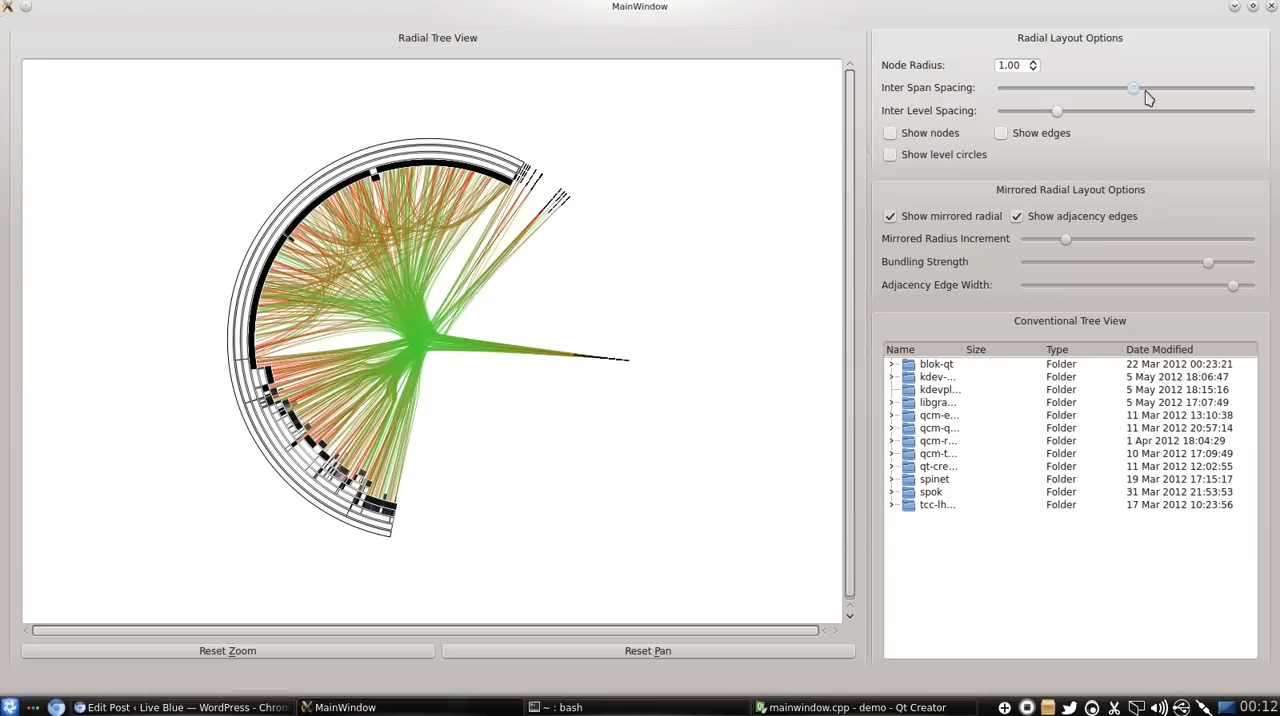 MainWindow
Radial Tree View
Reset Zoom
Reset Pan
Radial Layout Options
Node Radius: 1,00
Inter Span Spacing:
Inter Level Spacing:
Show nodes Show edges
Show level circles
Mirrored Radial Layout Options
Show mirrored radial Show adjacency edges
Mirrored Radius Increment
Bundling Strength
Adjacency Edge Width:
Conventional Tree View
Name Size Type Date Modified
blok-qt Folder 22 Mar 2012 00:23:21
kdev-... Folder 5 May 2012 18:06:47
kdevpl... Folder 5 May 2012 18:15:16
libgra... Folder 5 May 2012 17:07:49
qcm-e... Folder 11 Mar 2012 13:10:38
qcm-q... Folder 11 Mar 2012 20:57:14
qcm-r... Folder 1 Apr 2012 18:04:29
qcm-t... Folder 10 Mar 2012 17:09:49
qt-cre... Folder 11 Mar 2012 12:02:55
spinet Folder 19 Mar 2012 17:15:17
spok Folder 31 Mar 2012 21:53:53
tcc-lh... Folder 17 Mar 2012 10:23:56
Edit Post ‹ Live Blue — WordPress - Chron MainWindow ~ : bash mainwindow.cpp - demo - Qt Creator 00:12